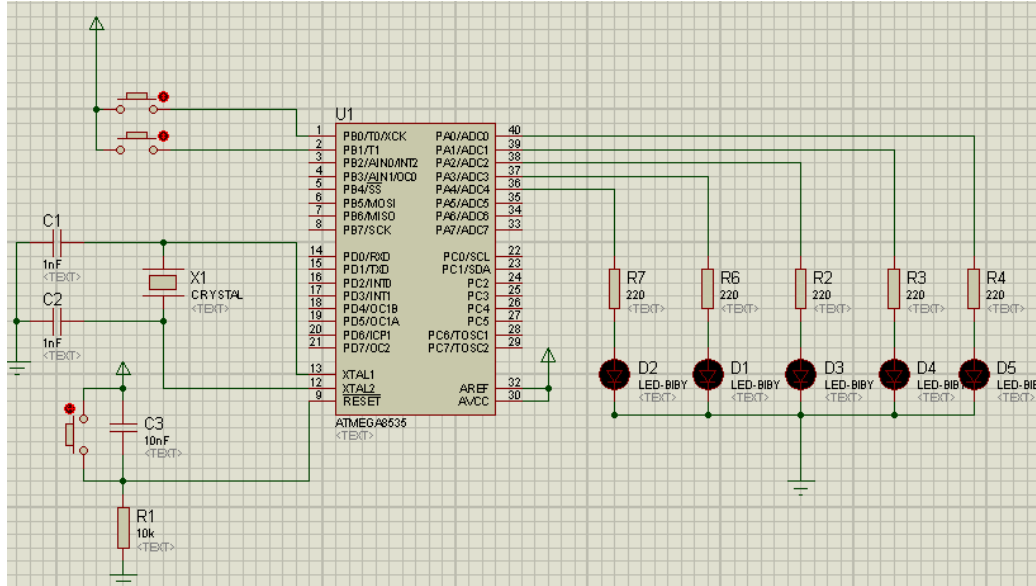 U1
1 PB0/T0/XCK PA0/ADC0 40
2 PB1/T1 PA1/ADC1 39
3 PB2/AIN0/INT2 PA2/ADC2 38
4 PB3/AIN1/OC0 PA3/ADC3 37
5 PB4/SS PA4/ADC4 36
6 PB5/MOSI PA5/ADC5 35
7 PB6/MISO PA6/ADC6 34
8 PB7/SCK PA7/ADC7 33
14 PD0/RXD PC0/SCL 22
15 PD1/TXD PC1/SDA 23
16 PD2/INT0 PC2 24
17 PD3/INT1 PC3 25
18 PD4/OC1B PC4 26
19 PD5/OC1A PC5 27
20 PD6/ICP1 PC6/TOSC1 28
21 PD7/OC2 PC7/TOSC2 29
13 XTAL1
12 XTAL2 AREF 32
9 RESET AVCC 30
ATMEGA8535
<TEXT>
C1
1nF
<TEXT>
X1
CRYSTAL
<TEXT>
C2
1nF
<TEXT>
C3
10nF
<TEXT>
R1
10k
<TEXT>
R7
220
<TEXT>
R6
220
<TEXT>
R2
220
<TEXT>
R3
220
<TEXT>
R4
220
<TEXT>
D2
LED-BIBY
<TEXT>
D1
LED-BIBY
<TEXT>
D3
LED-BIBY
<TEXT>
D4
LED-BIBY
<TEXT>
D5
LED-BIB
<TEXT>